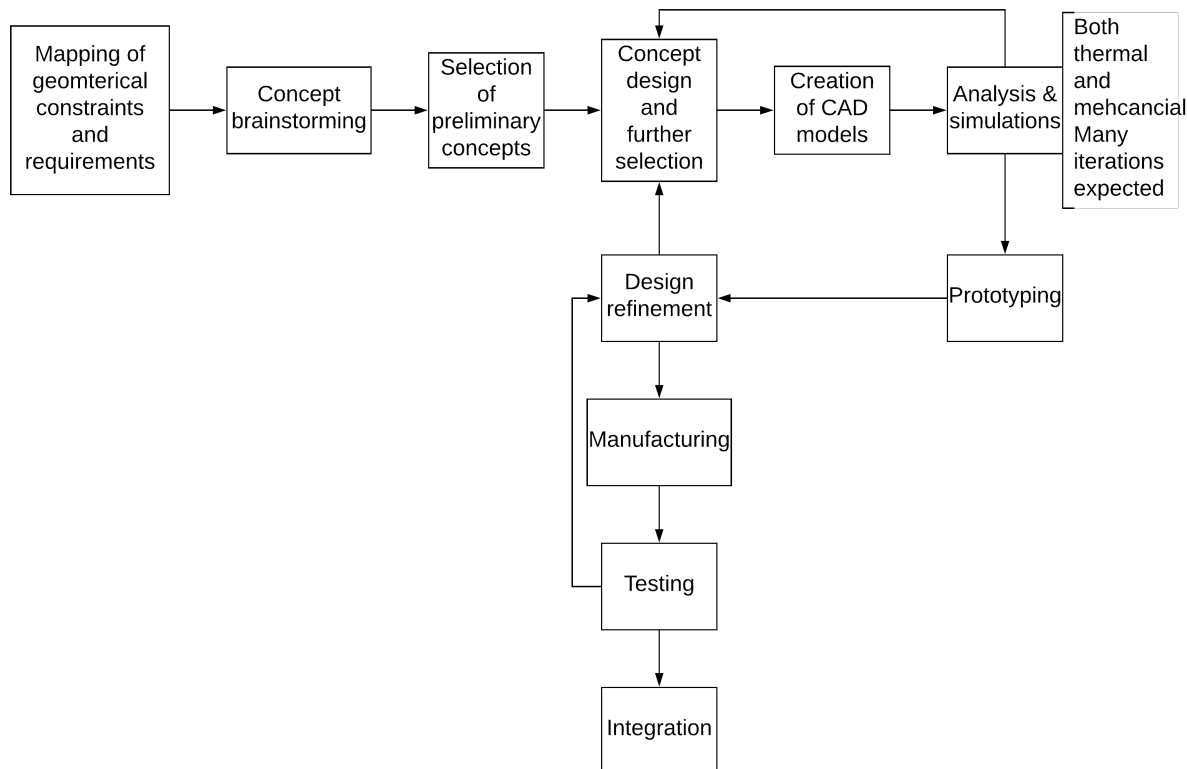 Mapping of
geomterical
constraints
and
requirements
Concept
brainstorming
Selection
of
preliminary
concepts
Concept
design
and
further
selection
Creation
of CAD
models
Analysis &
simulations
Both
thermal
and
mehcancial
Many
iterations
expected
Design
refinement
Prototyping
Manufacturing
Testing
Integration